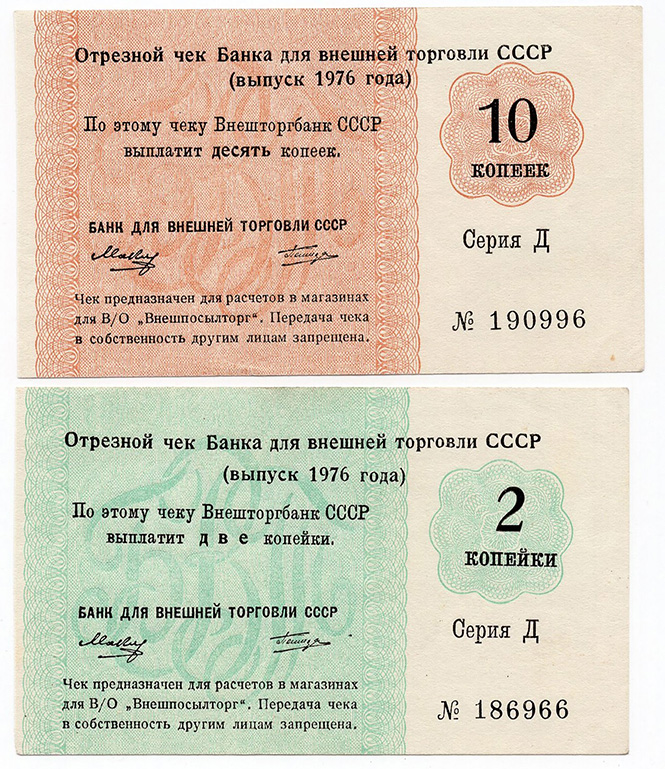 Отрезной чек Банка для внешней торговли СССР
(выпуск 1976 года)
По этому чеку Внешторгбанк СССР
выплатит десять копеек.
10
КОПЕЕК
БАНК ДЛЯ ВНЕШНЕЙ ТОРГОВЛИ СССР
Серия Д
Чек предназначен для расчетов в магазинах
для В/О „Внешпосылторг“. Передача чека
в собственность другим лицам запрещена.
№ 190996
Отрезной чек Банка для внешней торговли СССР
(выпуск 1976 года)
По этому чеку Внешторгбанк СССР
выплатит две копейки.
2
КОПЕЙКИ
БАНК ДЛЯ ВНЕШНЕЙ ТОРГОВЛИ СССР
Серия Д
Чек предназначен для расчетов в магазинах
для В/О „Внешпосылторг“. Передача чека
в собственность другим лицам запрещена.
№ 186966